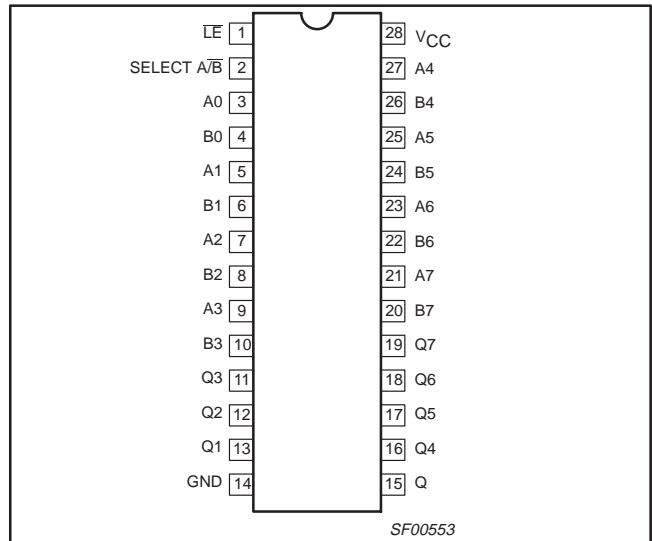 L̅E̅ 1 28 VCC
SELECT A/B̅ 2 27 A4
A0 3 26 B4
B0 4 25 A5
A1 5 24 B5
B1 6 23 A6
A2 7 22 B6
B2 8 21 A7
A3 9 20 B7
B3 10 19 Q7
Q3 11 18 Q6
Q2 12 17 Q5
Q1 13 16 Q4
GND 14 15 Q
SF00553